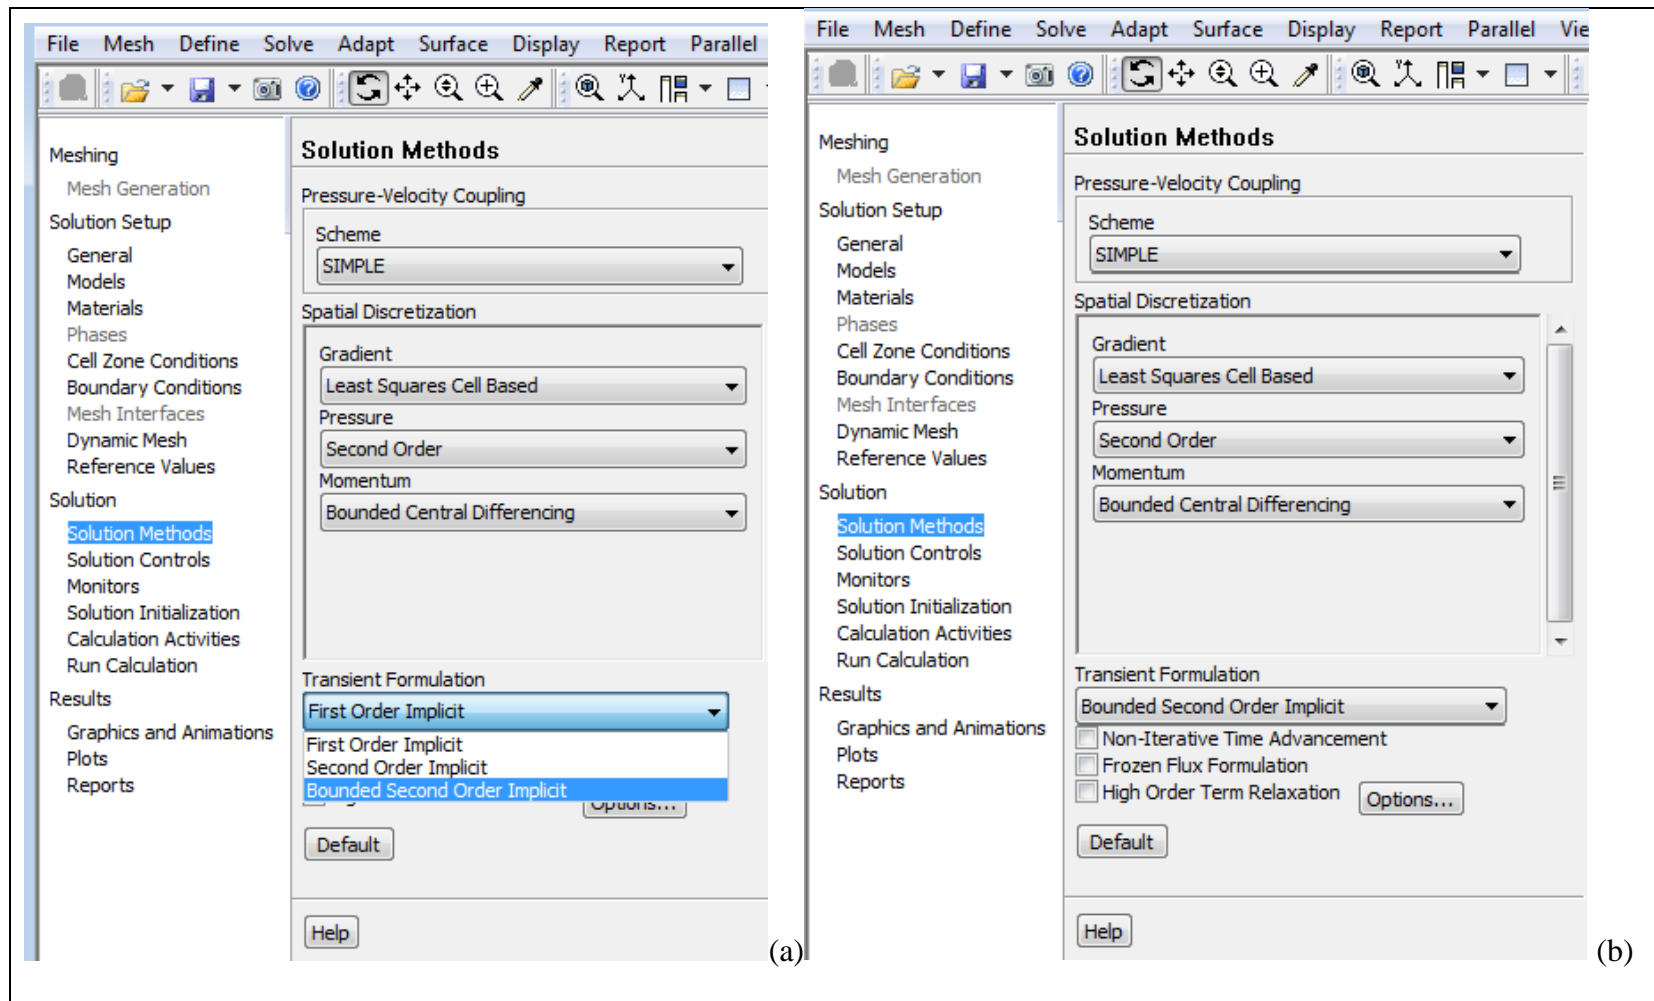 File Mesh Define Solve Adapt Surface Display Report Parallel
Meshing
Mesh Generation
Solution Setup
General
Models
Materials
Phases
Cell Zone Conditions
Boundary Conditions
Mesh Interfaces
Dynamic Mesh
Reference Values
Solution
Solution Methods
Solution Controls
Monitors
Solution Initialization
Calculation Activities
Run Calculation
Results
Graphics and Animations
Plots
Reports
Solution Methods
Pressure-Velocity Coupling
Scheme
SIMPLE
Spatial Discretization
Gradient
Least Squares Cell Based
Pressure
Second Order
Momentum
Bounded Central Differencing
Transient Formulation
First Order Implicit
First Order Implicit
Second Order Implicit
Bounded Second Order Implicit
Options...
Default
Help
(a)
File Mesh Define Solve Adapt Surface Display Report Parallel Vie
Meshing
Mesh Generation
Solution Setup
General
Models
Materials
Phases
Cell Zone Conditions
Boundary Conditions
Mesh Interfaces
Dynamic Mesh
Reference Values
Solution
Solution Methods
Solution Controls
Monitors
Solution Initialization
Calculation Activities
Run Calculation
Results
Graphics and Animations
Plots
Reports
Solution Methods
Pressure-Velocity Coupling
Scheme
SIMPLE
Spatial Discretization
Gradient
Least Squares Cell Based
Pressure
Second Order
Momentum
Bounded Central Differencing
Transient Formulation
Bounded Second Order Implicit
Non-Iterative Time Advancement
Frozen Flux Formulation
High Order Term Relaxation Options...
Default
Help
(b)